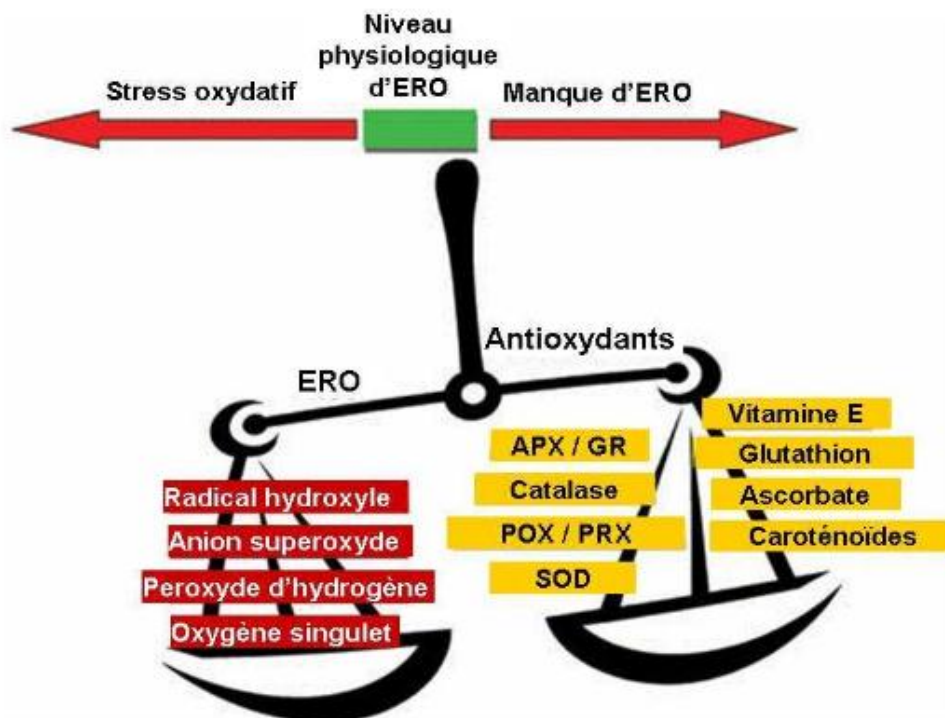 Niveau
physiologique
d'ERO
Stress oxydatif
Manque d'ERO
Antioxydants
ERO
Radical hydroxyle
Anion superoxyde
Peroxyde d'hydrogène
Oxygène singulet
APX / GR
Catalase
POX / PRX
SOD
Vitamine E
Glutathion
Ascorbate
Caroténoïdes